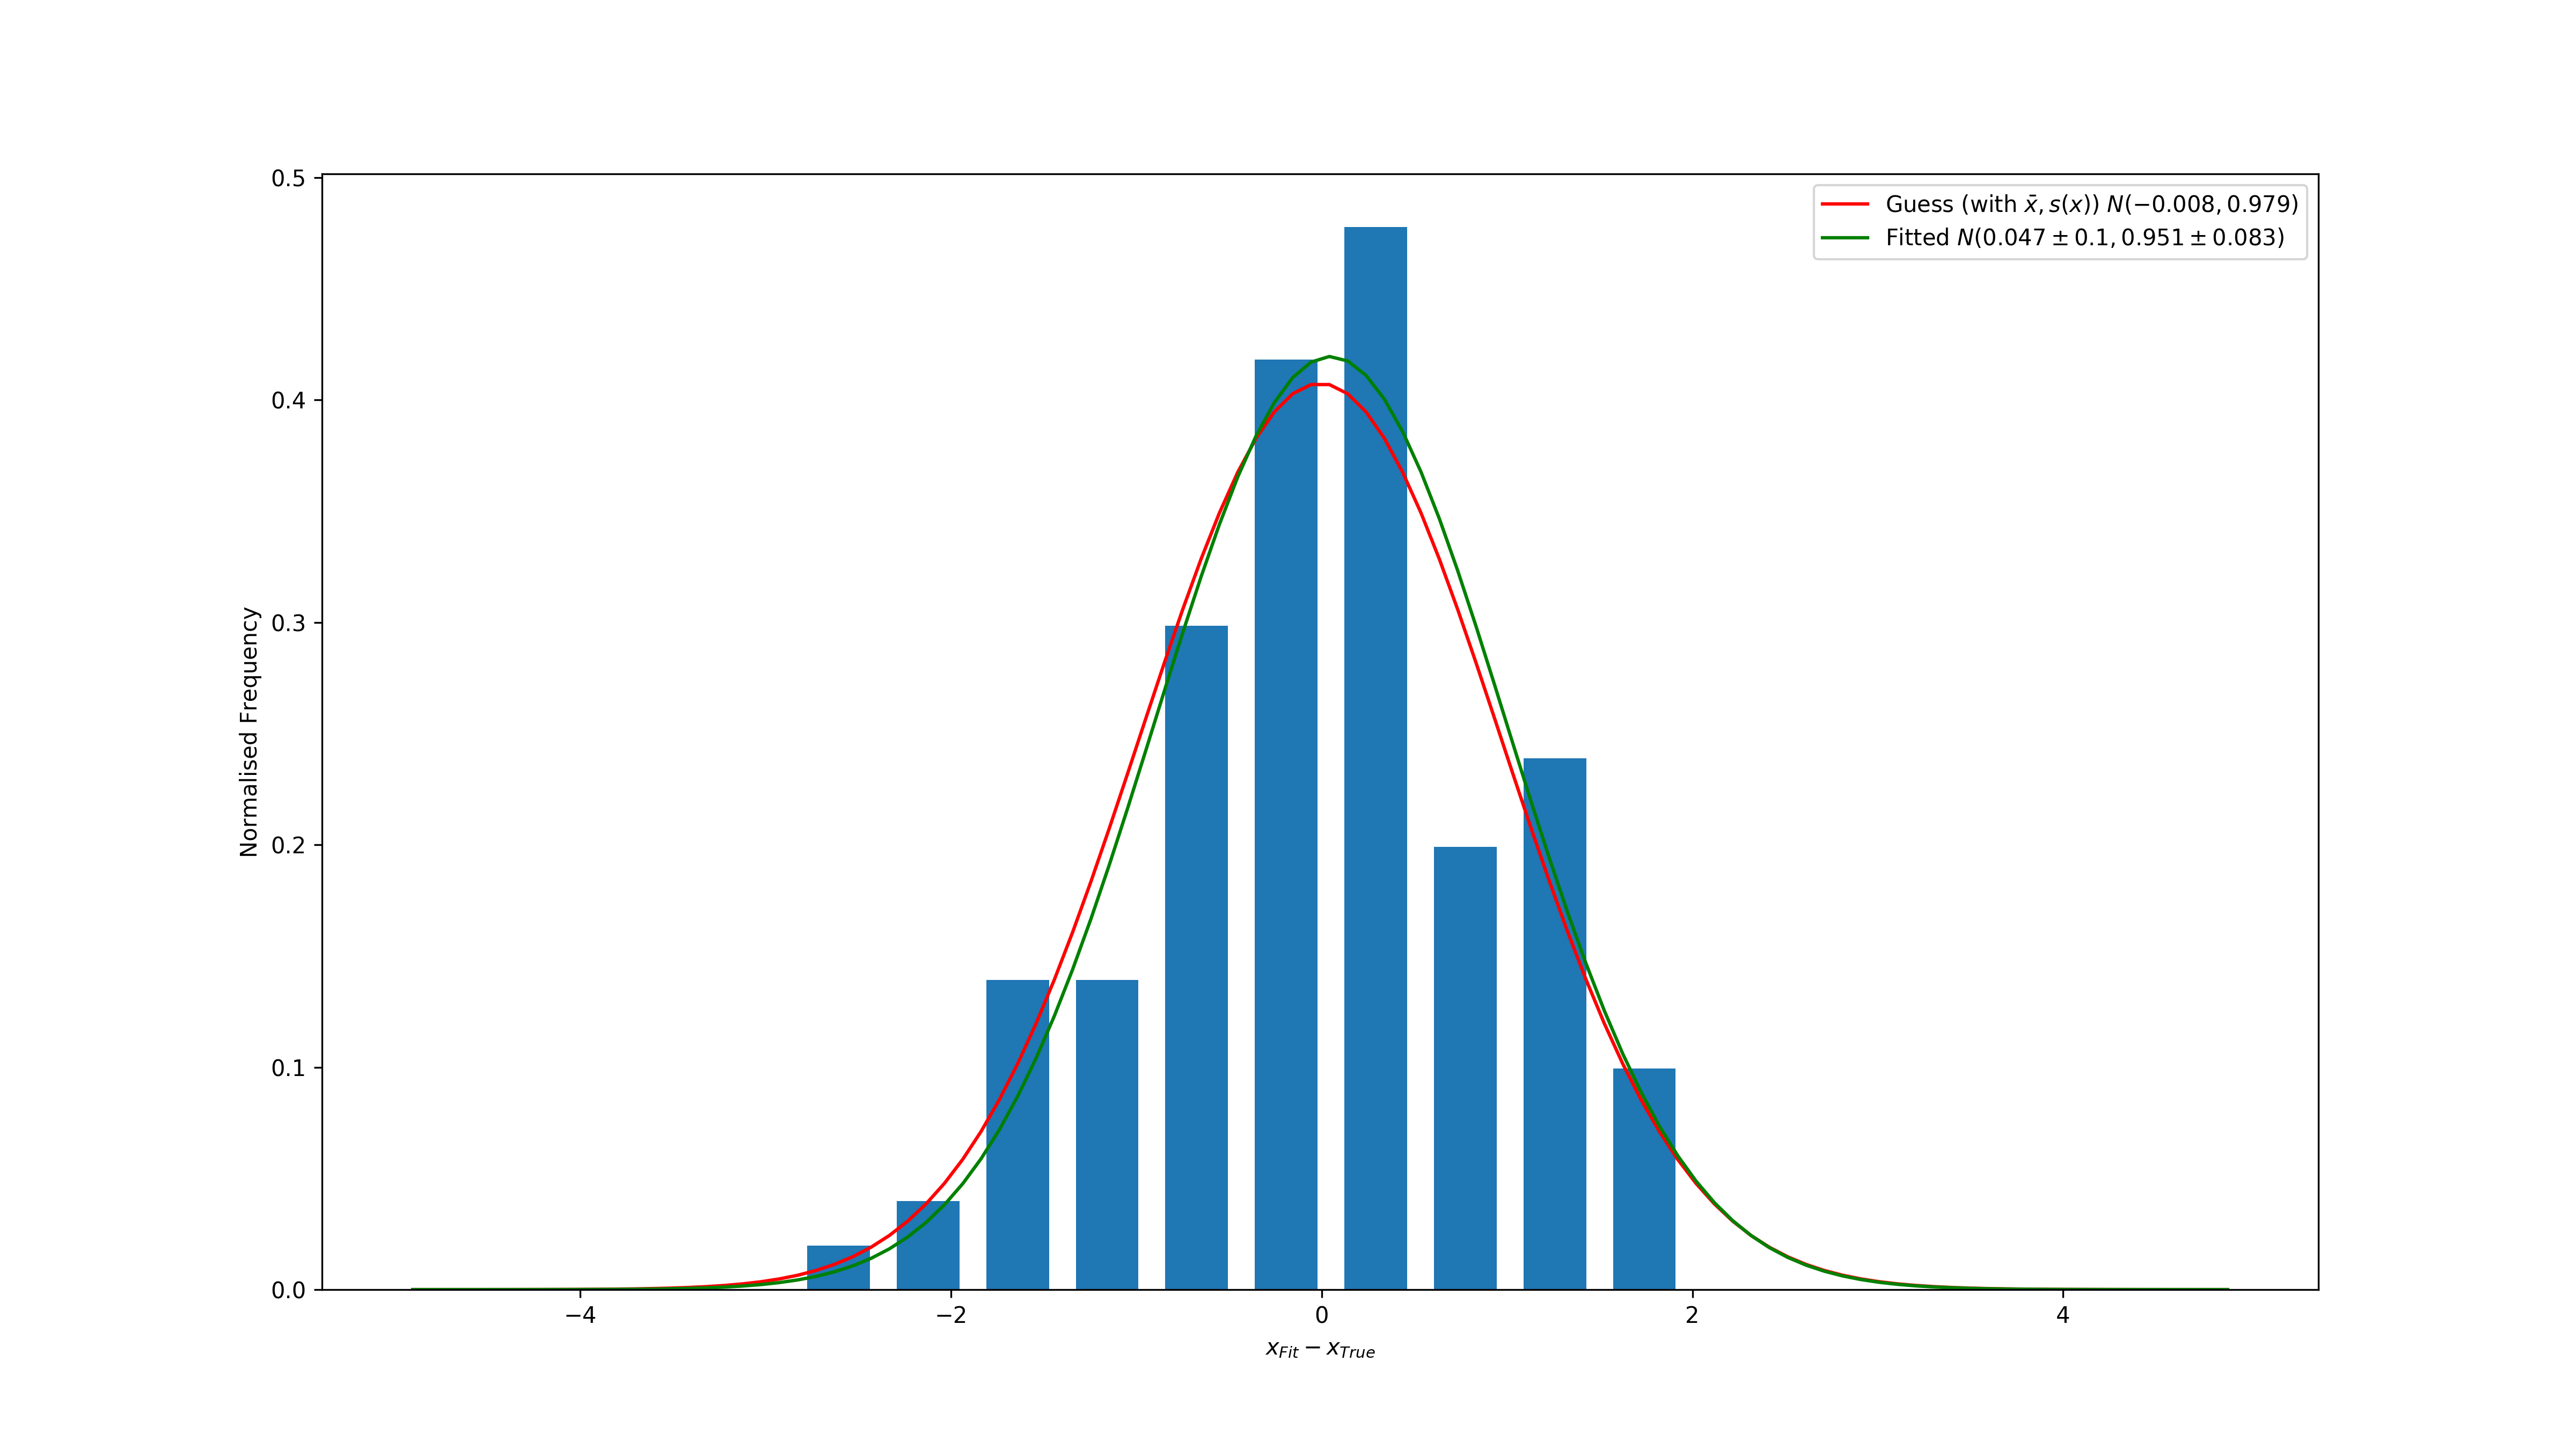 Guess (with x̄, s(x)) N(−0.008, 0.979)
Fitted N(0.047 ± 0.1, 0.951 ± 0.083)
Normalised Frequency
0.5
0.4
0.3
0.2
0.1
0.0
−4 −2 0 2 4
x_Fit − x_True